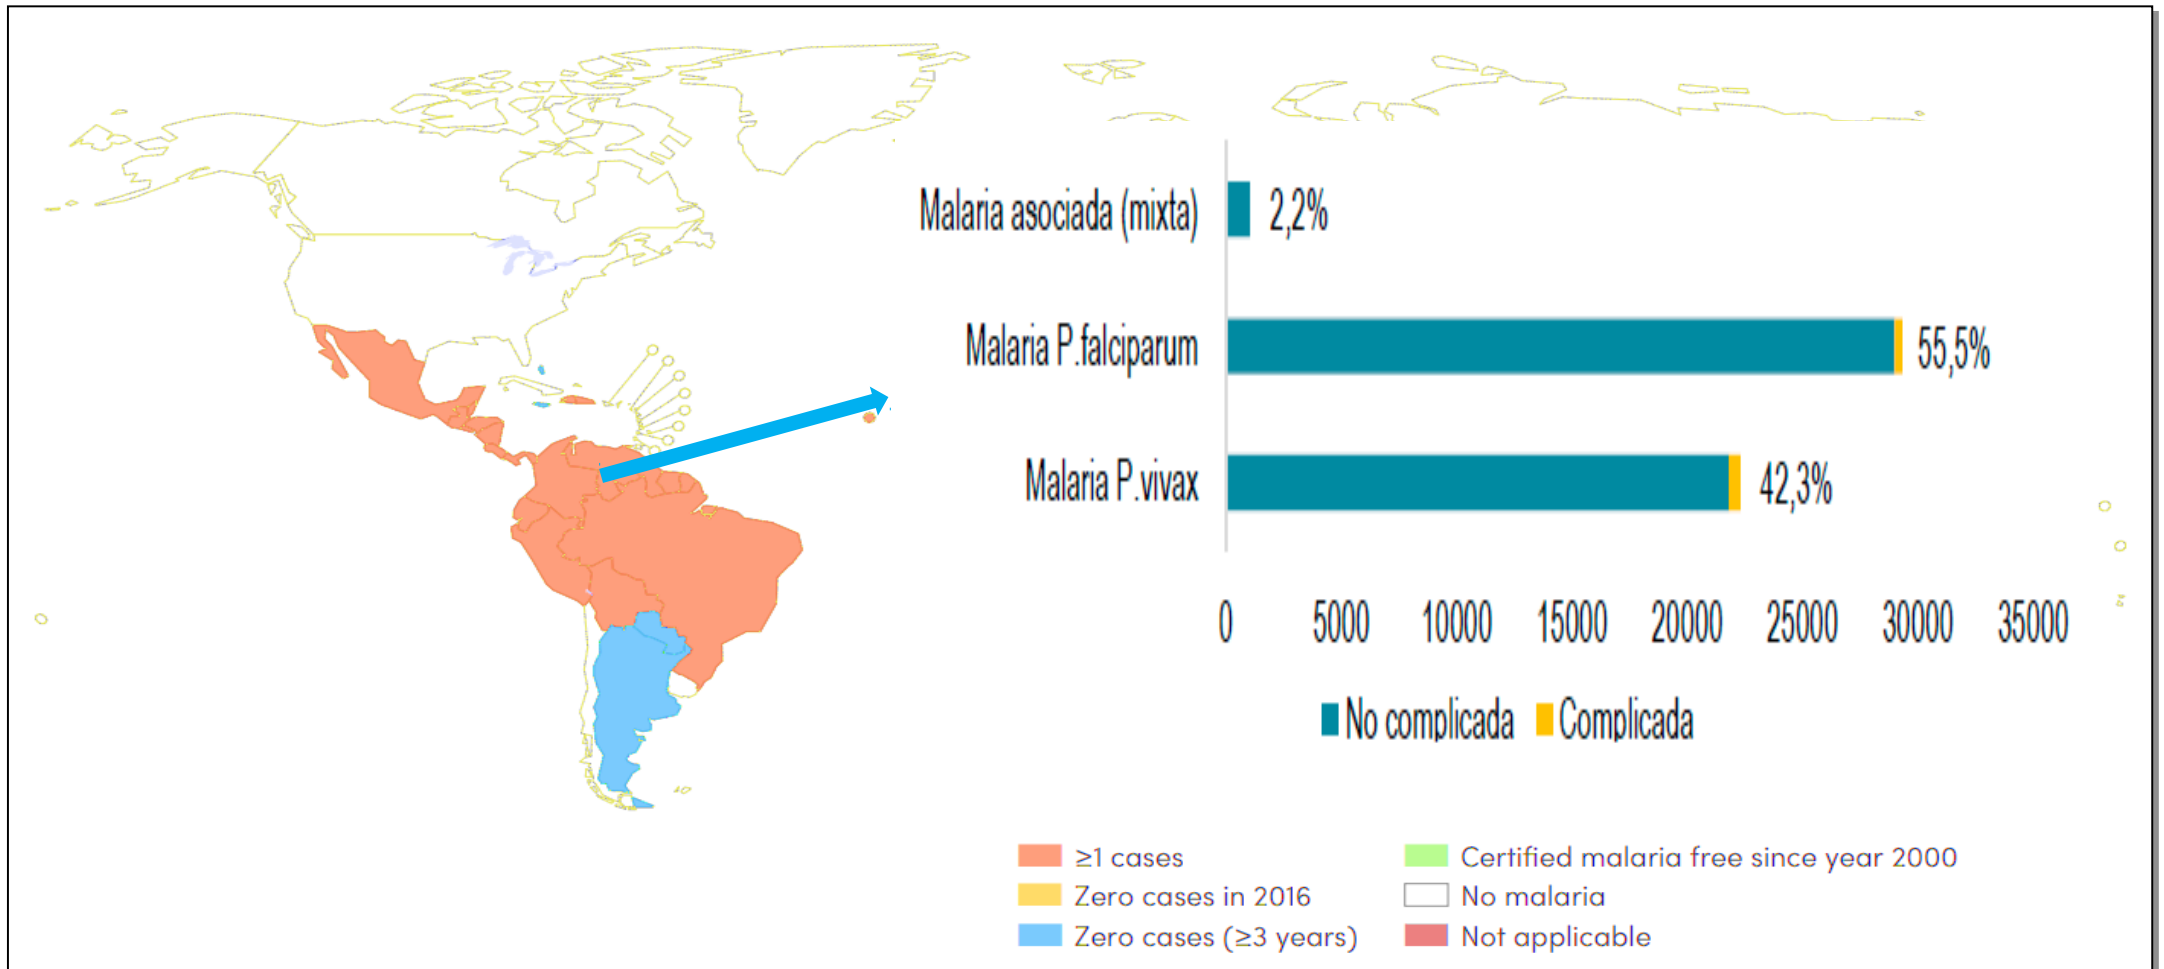 Malaria asociada (mixta) 2,2%
Malaria P.falciparum 55,5%
Malaria P.vivax 42,3%
0 5000 10000 15000 20000 25000 30000 35000
No complicada Complicada
≥1 cases
Zero cases in 2016
Zero cases (≥3 years)
Certified malaria free since year 2000
No malaria
Not applicable